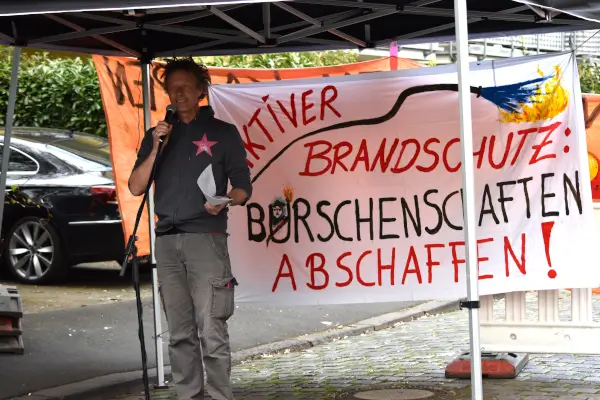 AKTIVER
BRANDSCHUTZ:
BURSCHENSCHAFTEN
ABSCHAFFEN!